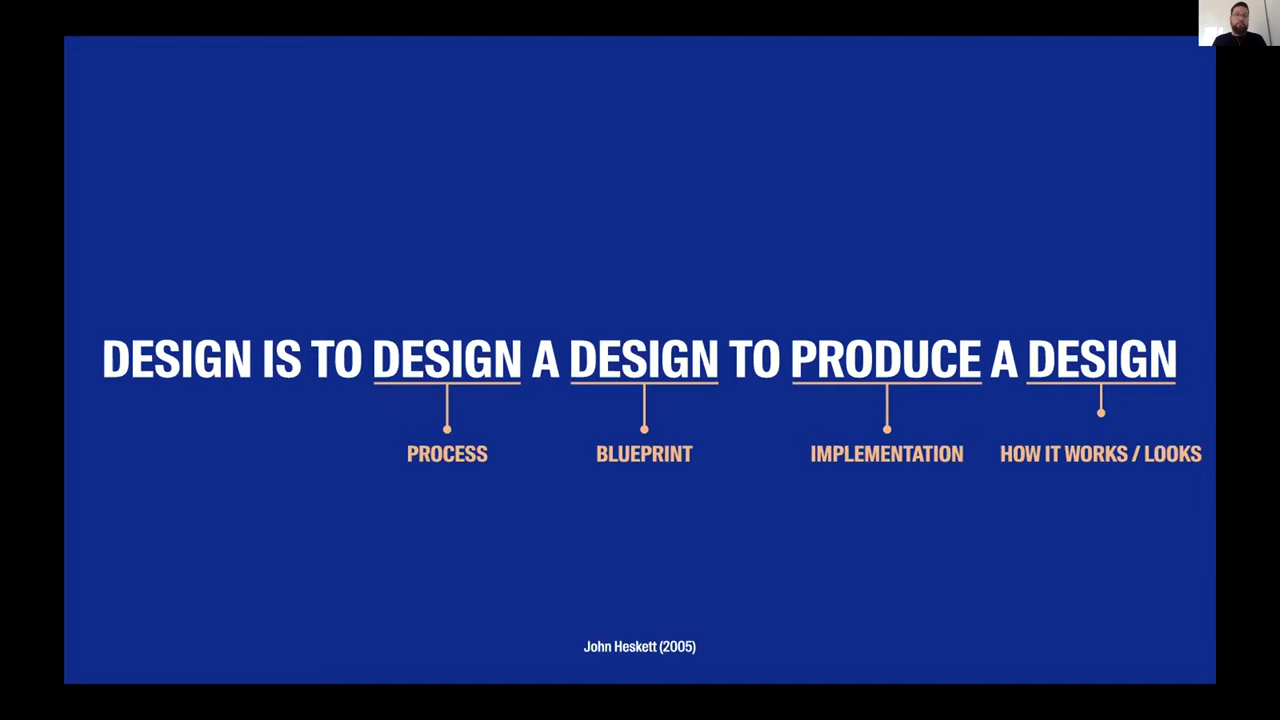 DESIGN IS TO DESIGN A DESIGN TO PRODUCE A DESIGN
PROCESS BLUEPRINT IMPLEMENTATION HOW IT WORKS / LOOKS
John Heskett (2005)